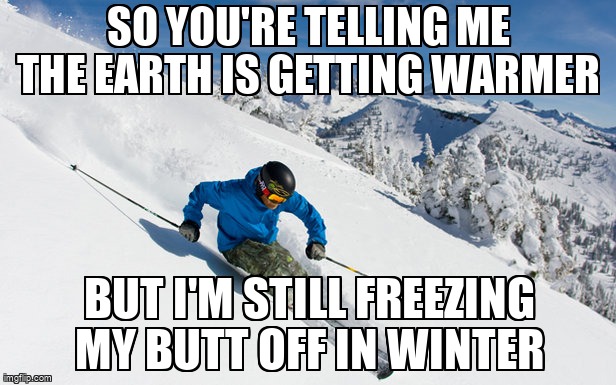 SO YOU'RE TELLING ME
THE EARTH IS GETTING WARMER
BUT I'M STILL FREEZING
MY BUTT OFF IN WINTER
imgflip.com